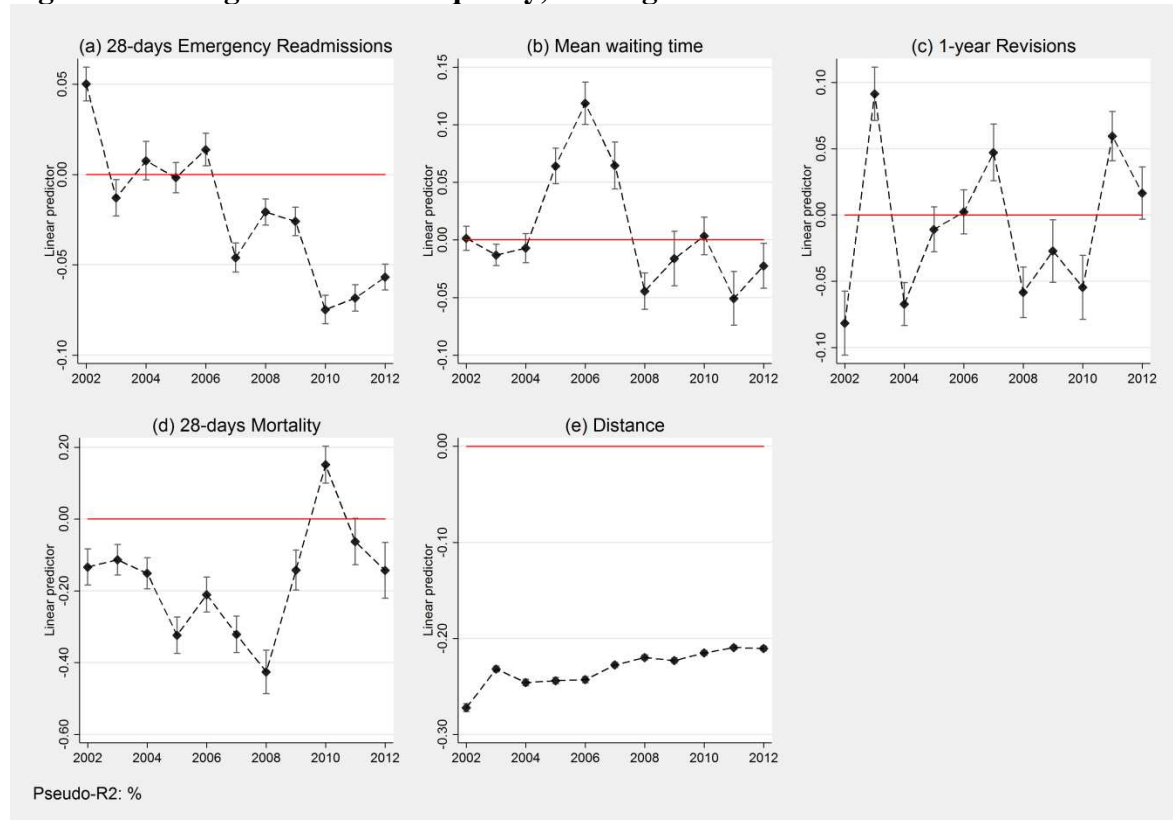 (a) 28-days Emergency Readmissions
Linear predictor
0.05
0.00
-0.05
-0.10
2002 2004 2006 2008 2010 2012
(b) Mean waiting time
Linear predictor
0.15
0.10
0.05
0.00
-0.05
-0.10
2002 2004 2006 2008 2010 2012
(c) 1-year Revisions
Linear predictor
0.10
0.05
0.00
-0.05
-0.10
2002 2004 2006 2008 2010 2012
(d) 28-days Mortality
Linear predictor
0.20
0.00
-0.20
-0.40
-0.60
2002 2004 2006 2008 2010 2012
(e) Distance
Linear predictor
0.00
-0.10
-0.20
-0.30
2002 2004 2006 2008 2010 2012
Pseudo-R2: %